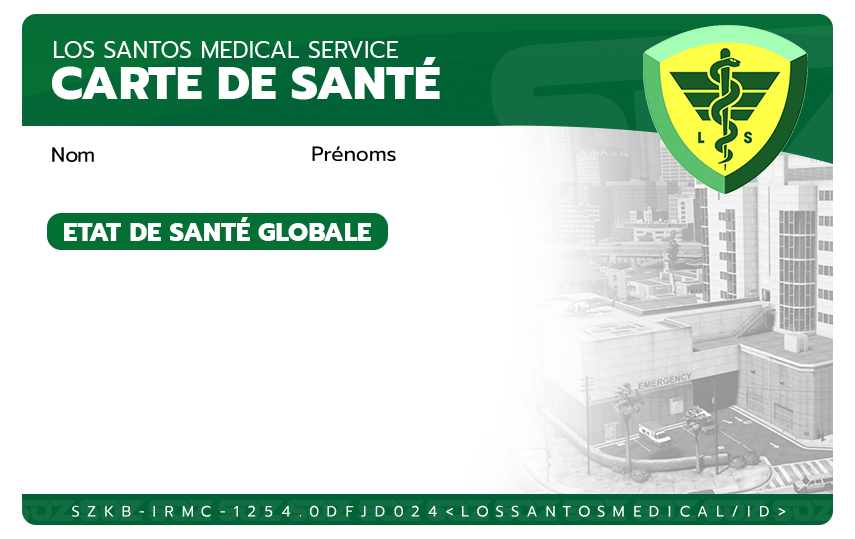 LOS SANTOS MEDICAL SERVICE
CARTE DE SANTÉ
L S
Nom
Prénoms
ETAT DE SANTÉ GLOBALE
EMERGENCY
SZKB-IRMC-1254.0DFJD024<LOSSANTOSMEDICAL/ID>